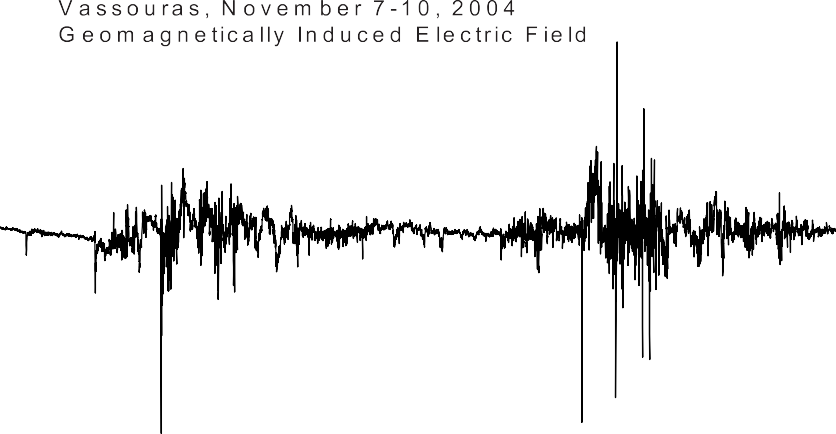 Vassouras, November 7-10, 2004
Geomagnetically Induced Electric Field